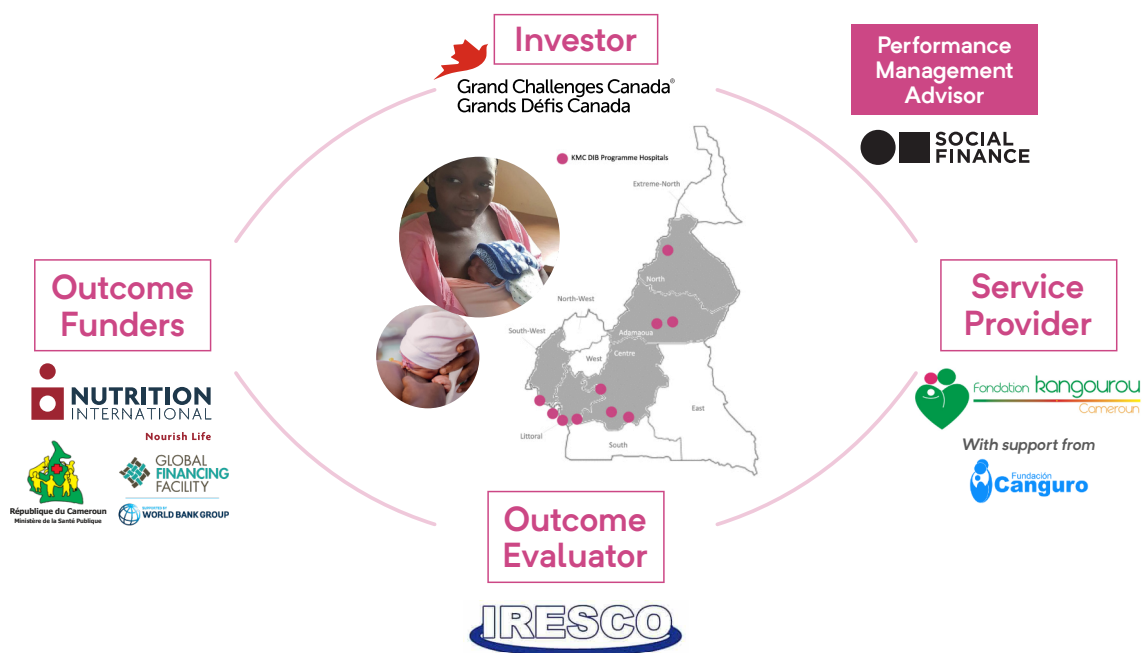 Investor
Grand Challenges Canada®
Grands Défis Canada
Performance
Management
Advisor
SOCIAL
FINANCE
KMC DIB Programme Hospitals
Extreme-North
North
North-West
Adamaoua
South-West
West
Centre
East
Littoral
South
Outcome
Funders
NUTRITION
INTERNATIONAL
Nourish Life
République du Cameroun
Ministère de la Santé Publique
GLOBAL
FINANCING
FACILITY
SUPPORTED BY
WORLD BANK GROUP
Service
Provider
Fondation kangourou
Cameroun
With support from
Fundación
Canguro
Outcome
Evaluator
IRESCO